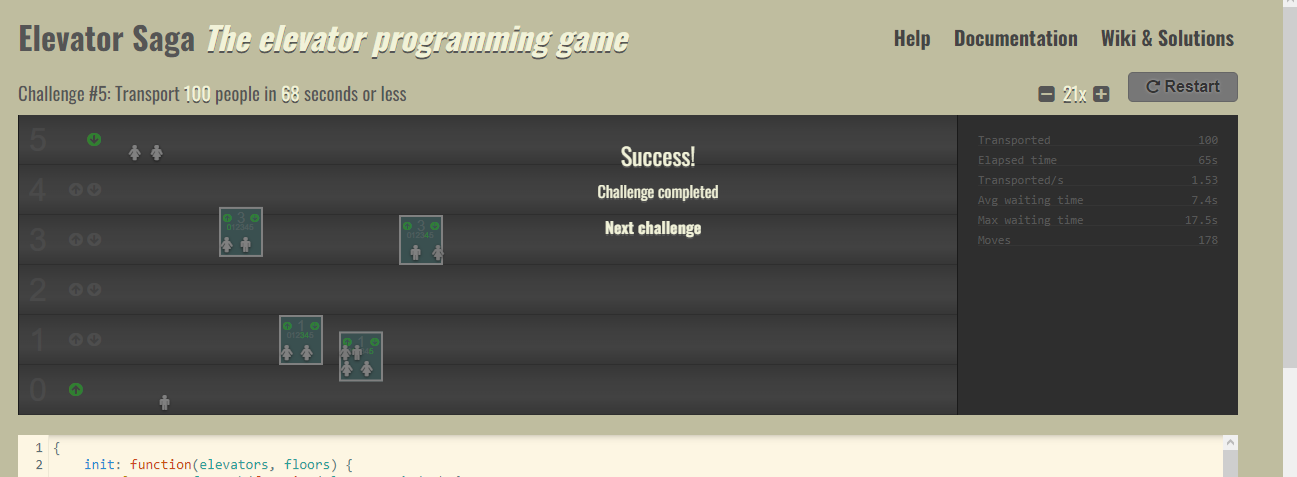 Elevator Saga The elevator programming game
Help Documentation Wiki & Solutions
Challenge #5: Transport 100 people in 68 seconds or less
21x Restart
5
4
3
2
1
0
3
012345
3
012345
1
012345
1
Success!
Challenge completed
Next challenge
Transported 100
Elapsed time 65s
Transported/s 1.53
Avg waiting time 7.4s
Max waiting time 17.5s
Moves 178
1 {
2 init: function(elevators, floors) {